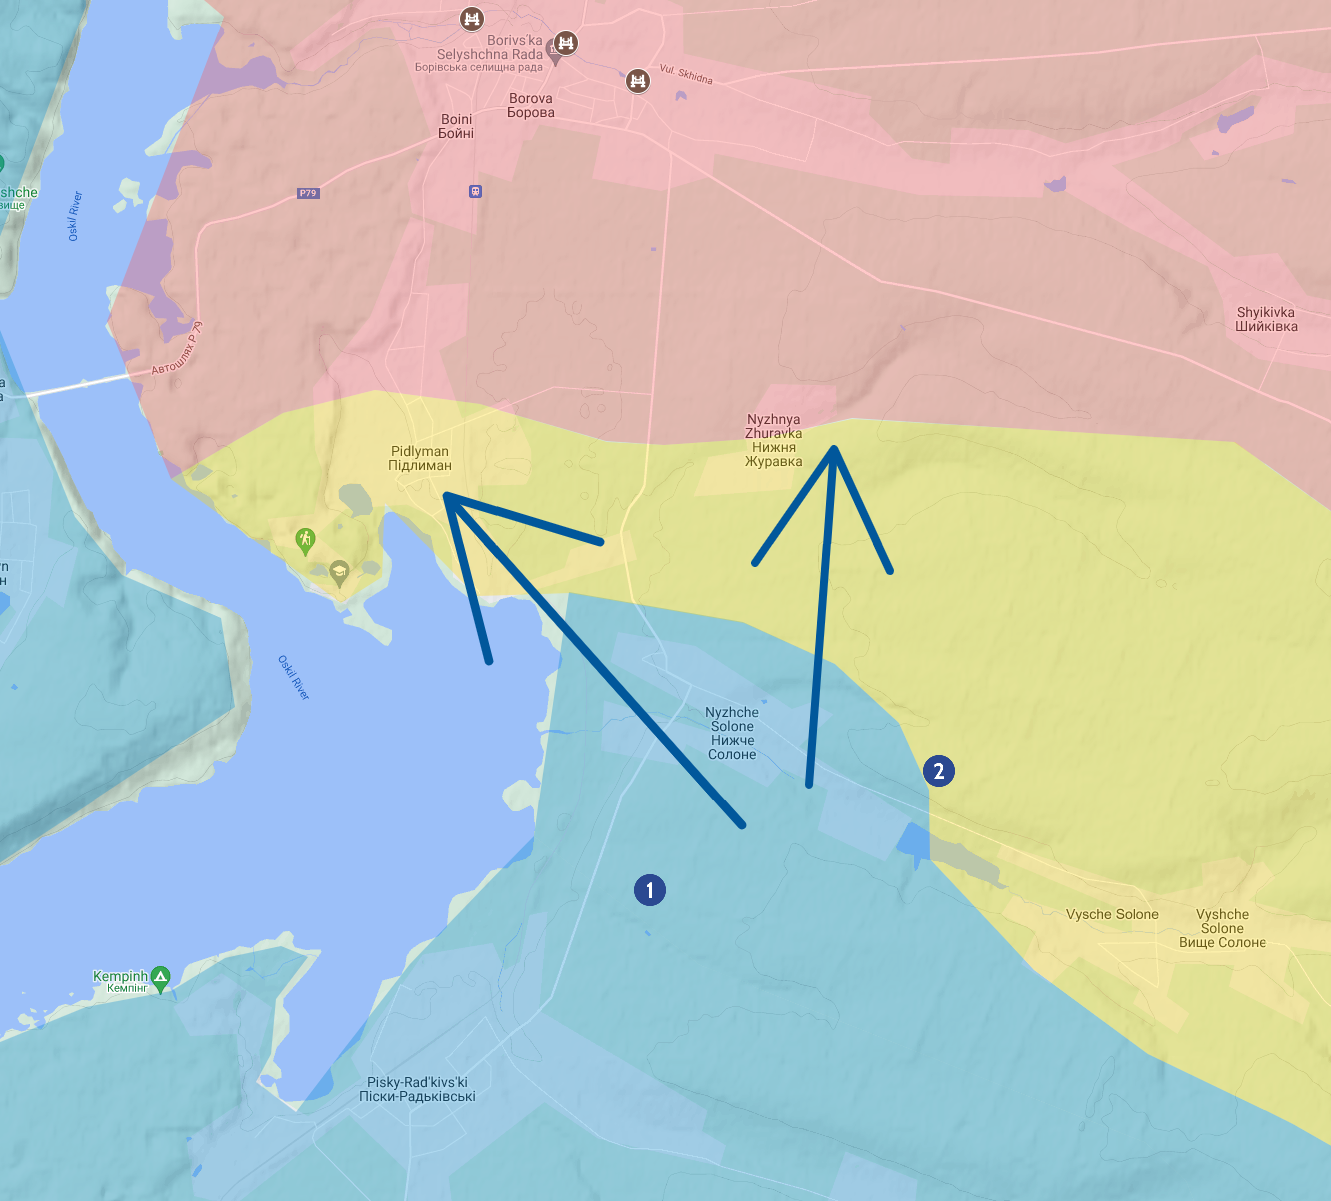 Borivs'ka
Selyshchna Rada
Борівська селищна рада
Vul. Skhidna
Borova
Борова
Boini
Бойні
P79
shche
вище
Oskil River
Shyikivka
Шийківка
Автошлях Р 79
a
а
Nyzhnya
Zhuravka
Нижня
Журавка
Pidlyman
Підлиман
n
н
Oskil River
Nyzhche
Solone
Нижче
Солоне
2
1
Vysche Solone
Vyshche
Solone
Вище Солоне
Kempinh
Кемпінг
Pisky-Rad'kivs'ki
Піски-Радьківські